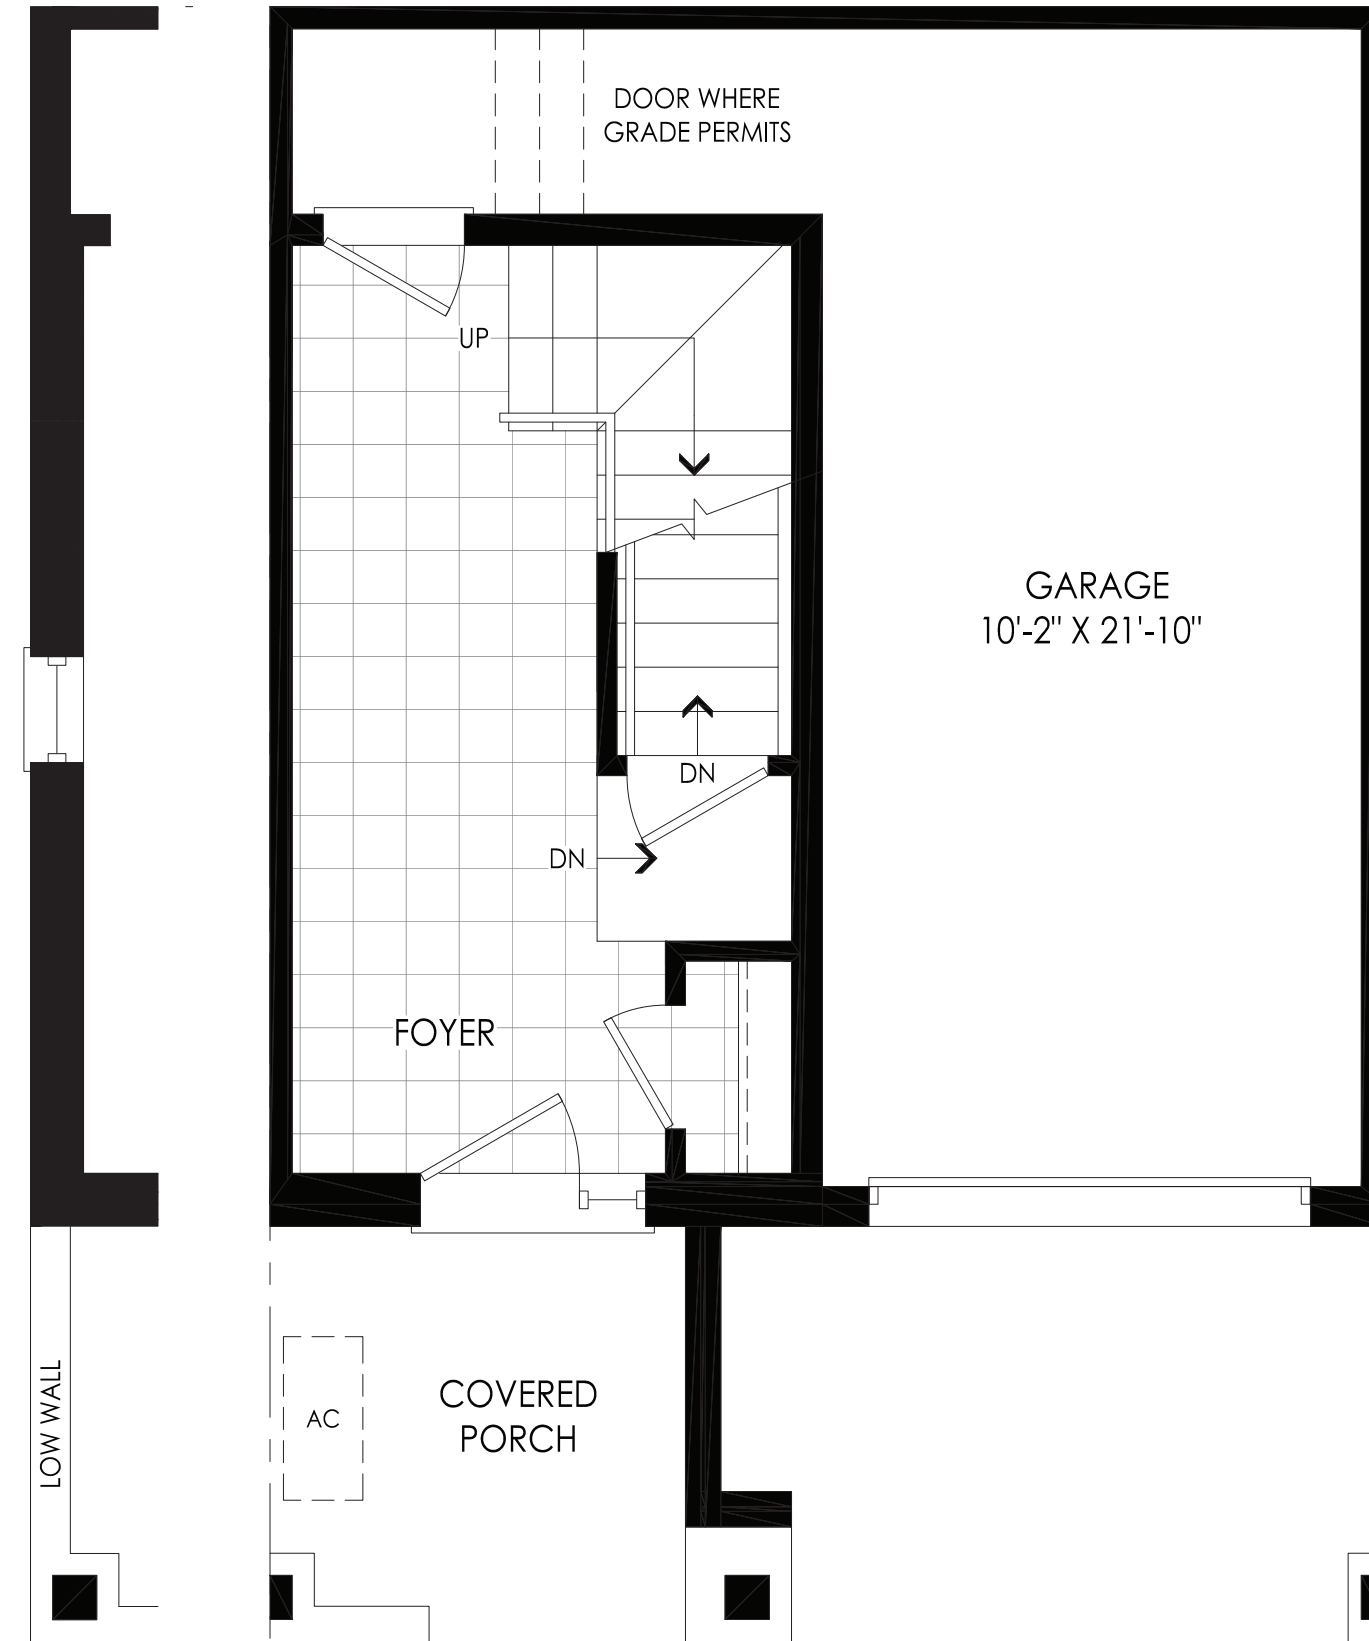 DOOR WHERE
GRADE PERMITS
UP
GARAGE
10'-2" X 21'-10"
DN
DN
FOYER
COVERED
PORCH
AC
LOW WALL